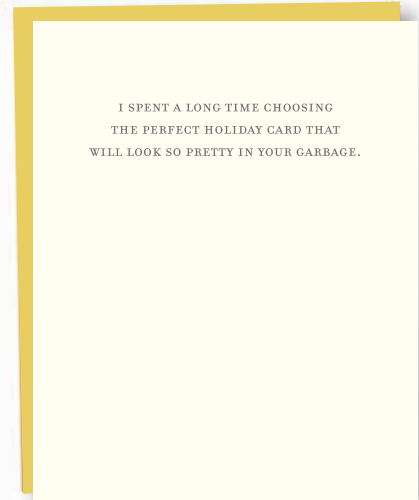 I SPENT A LONG TIME CHOOSING
THE PERFECT HOLIDAY CARD THAT
WILL LOOK SO PRETTY IN YOUR GARBAGE.